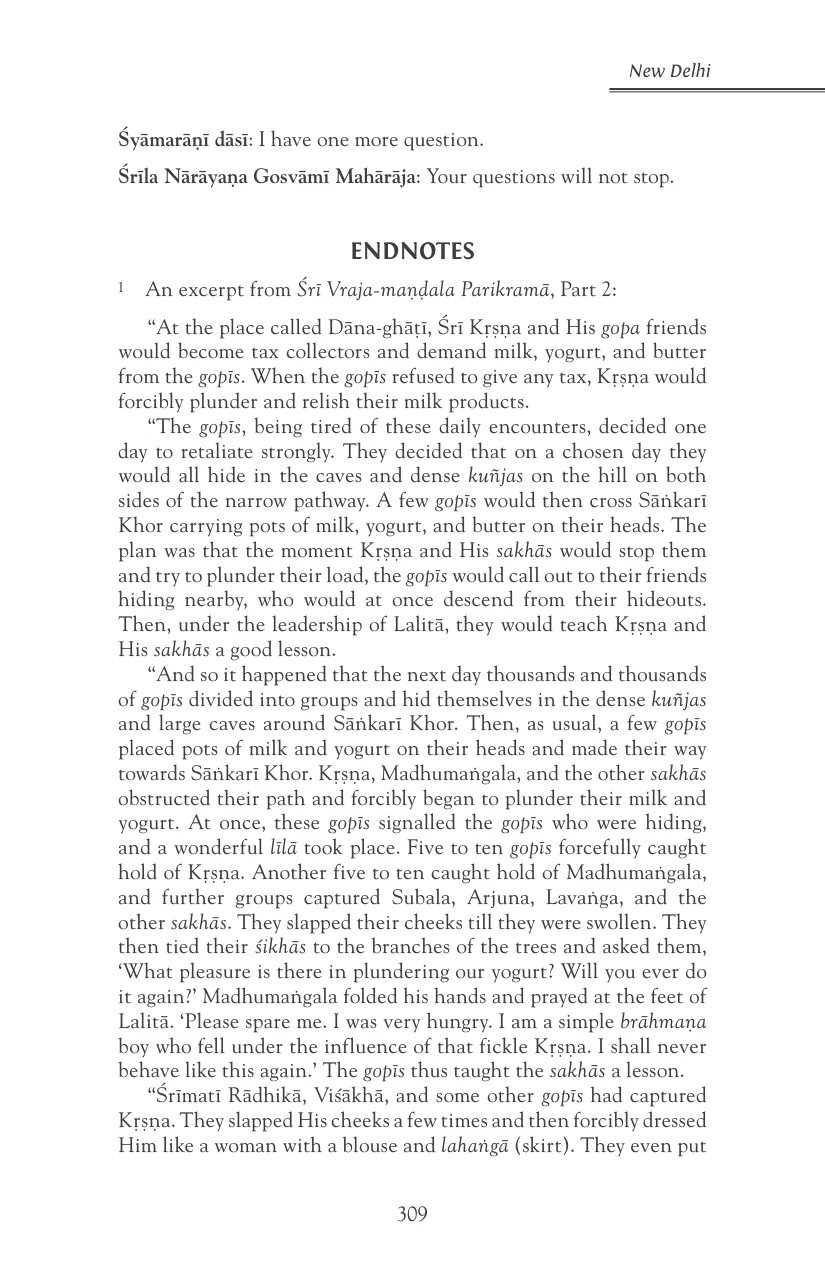 New Delhi
Śyāmarāṇī dāsī: I have one more question.
Śrīla Nārāyaṇa Gosvāmī Mahārāja: Your questions will not stop.
ENDNOTES
1 An excerpt from Śrī Vraja-maṇḍala Parikramā, Part 2:
“At the place called Dāna-ghāṭī, Śrī Kṛṣṇa and His gopa friends
would become tax collectors and demand milk, yogurt, and butter
from the gopīs. When the gopīs refused to give any tax, Kṛṣṇa would
forcibly plunder and relish their milk products.
“The gopīs, being tired of these daily encounters, decided one
day to retaliate strongly. They decided that on a chosen day they
would all hide in the caves and dense kuñjas on the hill on both
sides of the narrow pathway. A few gopīs would then cross Sāṅkarī
Khor carrying pots of milk, yogurt, and butter on their heads. The
plan was that the moment Kṛṣṇa and His sakhās would stop them
and try to plunder their load, the gopīs would call out to their friends
hiding nearby, who would at once descend from their hideouts.
Then, under the leadership of Lalitā, they would teach Kṛṣṇa and
His sakhās a good lesson.
“And so it happened that the next day thousands and thousands
of gopīs divided into groups and hid themselves in the dense kuñjas
and large caves around Sāṅkarī Khor. Then, as usual, a few gopīs
placed pots of milk and yogurt on their heads and made their way
towards Sāṅkarī Khor. Kṛṣṇa, Madhumaṅgala, and the other sakhās
obstructed their path and forcibly began to plunder their milk and
yogurt. At once, these gopīs signalled the gopīs who were hiding,
and a wonderful līlā took place. Five to ten gopīs forcefully caught
hold of Kṛṣṇa. Another five to ten caught hold of Madhumaṅgala,
and further groups captured Subala, Arjuna, Lavaṅga, and the
other sakhās. They slapped their cheeks till they were swollen. They
then tied their śikhās to the branches of the trees and asked them,
‘What pleasure is there in plundering our yogurt? Will you ever do
it again?’ Madhumaṅgala folded his hands and prayed at the feet of
Lalitā. ‘Please spare me. I was very hungry. I am a simple brāhmaṇa
boy who fell under the influence of that fickle Kṛṣṇa. I shall never
behave like this again.’ The gopīs thus taught the sakhās a lesson.
“Śrīmatī Rādhikā, Viśākhā, and some other gopīs had captured
Kṛṣṇa. They slapped His cheeks a few times and then forcibly dressed
Him like a woman with a blouse and lahaṅgā (skirt). They even put
309